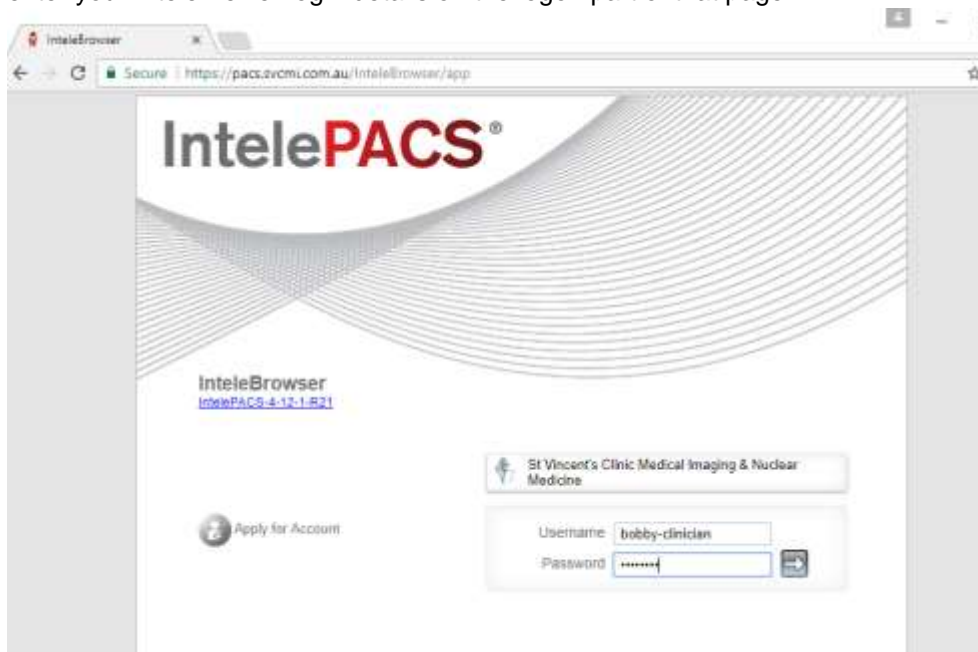 InteleBrowser
Secure https://pacs.svcmi.com.au/InteleBrowser/app
IntelePACS®
InteleBrowser
IntelePACS-4-12-1-R21
St Vincent's Clinic Medical Imaging & Nuclear
Medicine
Apply for Account
Username bobby-clinician
Password ••••••••